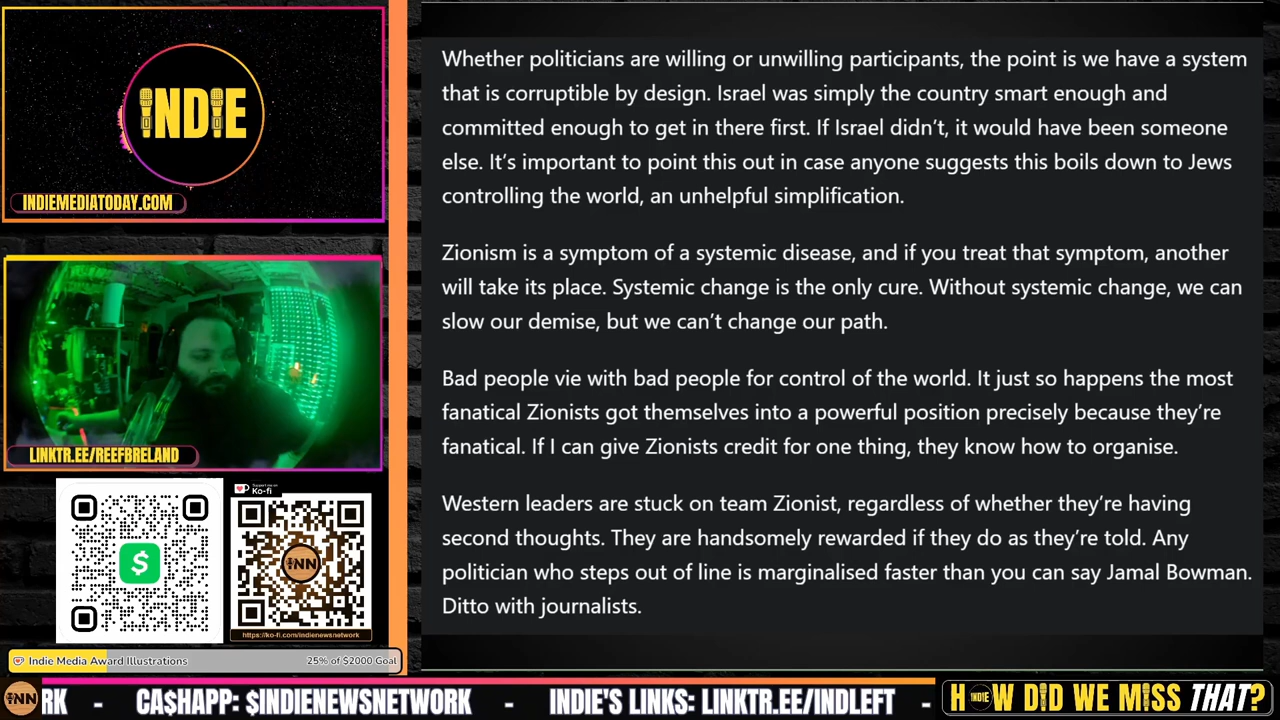 INDIE
INDIEMEDIATODAY.COM
LINKTR.EE/REEFBRELAND
$
Support me on
Ko-fi
INN
https://ko-fi.com/indienewsnetwork
Indie Media Award Illustrations 25% of $2000 Goal
Whether politicians are willing or unwilling participants, the point is we have a system
that is corruptible by design. Israel was simply the country smart enough and
committed enough to get in there first. If Israel didn’t, it would have been someone
else. It’s important to point this out in case anyone suggests this boils down to Jews
controlling the world, an unhelpful simplification.
Zionism is a symptom of a systemic disease, and if you treat that symptom, another
will take its place. Systemic change is the only cure. Without systemic change, we can
slow our demise, but we can’t change our path.
Bad people vie with bad people for control of the world. It just so happens the most
fanatical Zionists got themselves into a powerful position precisely because they’re
fanatical. If I can give Zionists credit for one thing, they know how to organise.
Western leaders are stuck on team Zionist, regardless of whether they’re having
second thoughts. They are handsomely rewarded if they do as they’re told. Any
politician who steps out of line is marginalised faster than you can say Jamal Bowman.
Ditto with journalists.
INN RK - CA$HAPP: $INDIENEWSNETWORK - INDIE'S LINKS: LINKTR.EE/INDLEFT -
HOW DID WE MISS THAT?